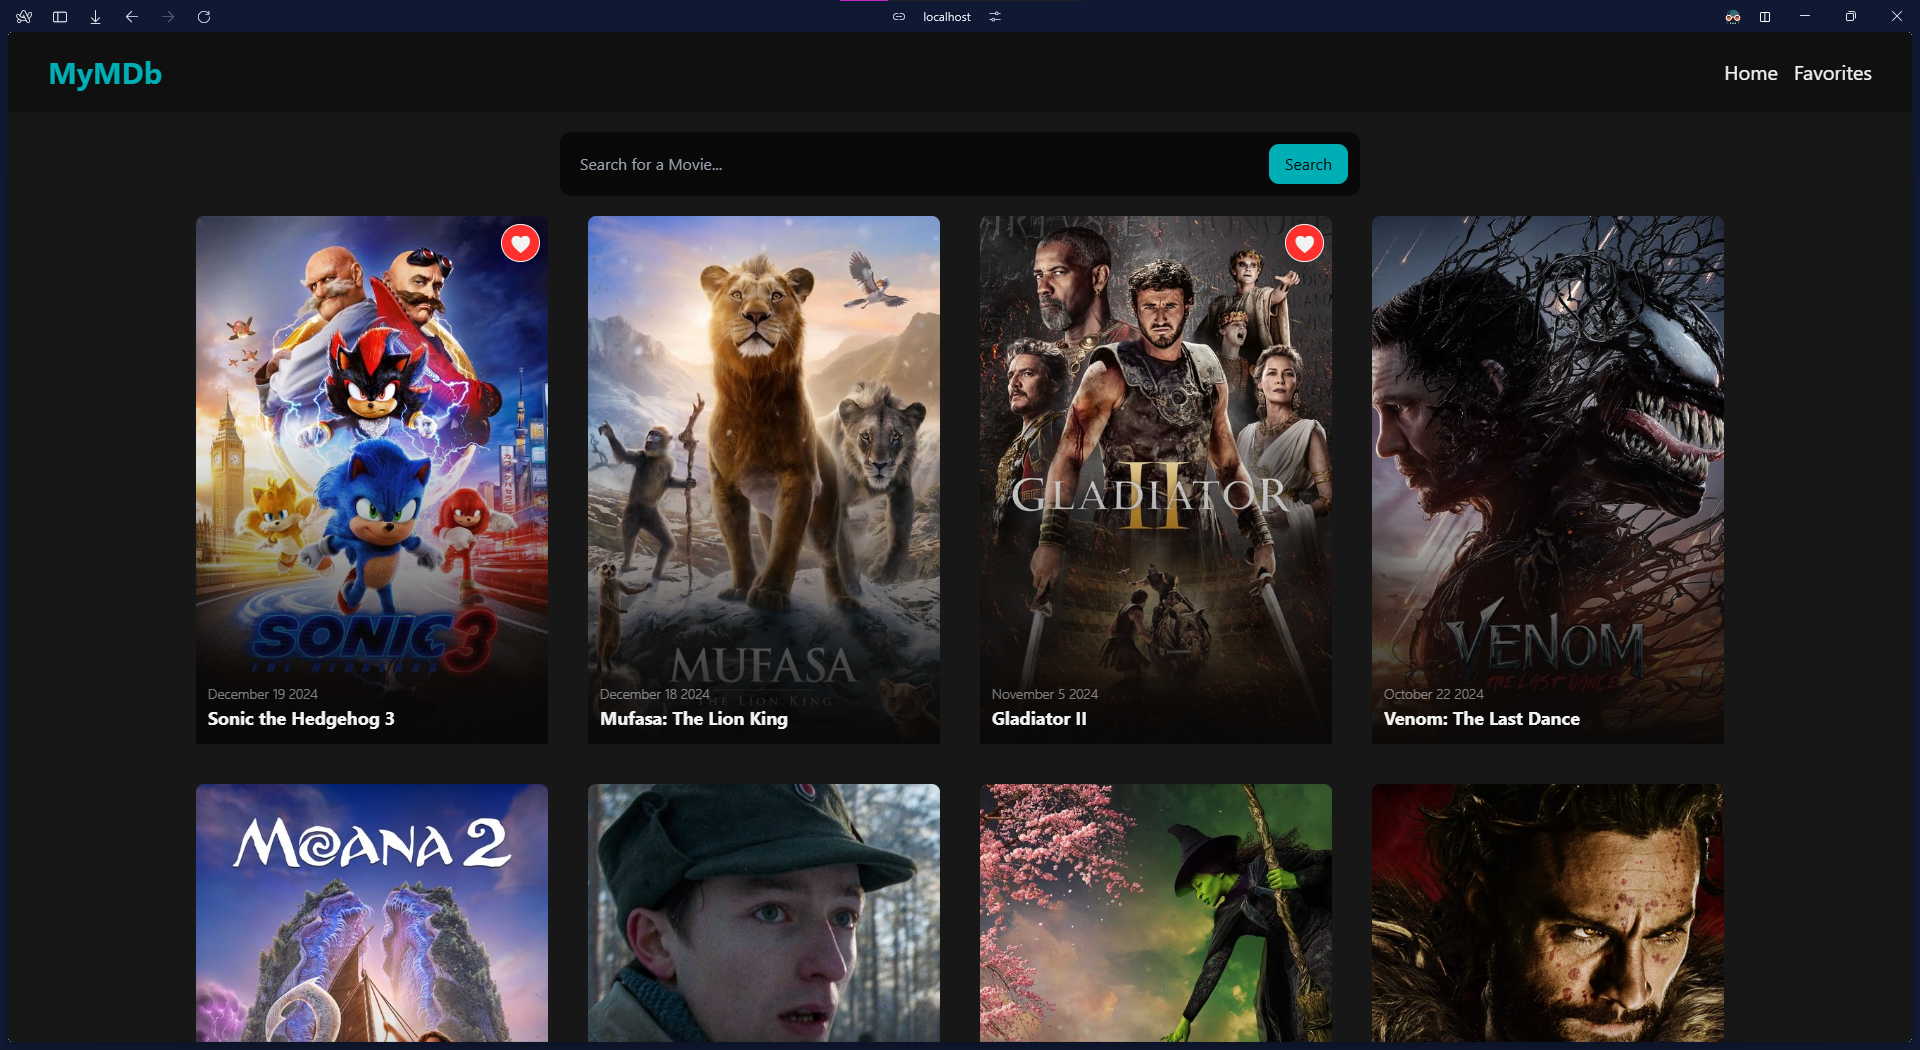 localhost
MyMDb
Home Favorites
Search for a Movie...
Search
SONIC 3
THE HEDGEHOG
December 19 2024
Sonic the Hedgehog 3
MUFASA
THE LION KING
December 18 2024
Mufasa: The Lion King
GLADIATOR
II
November 5 2024
Gladiator II
VENOM
THE LAST DANCE
October 22 2024
Venom: The Last Dance
MOANA 2